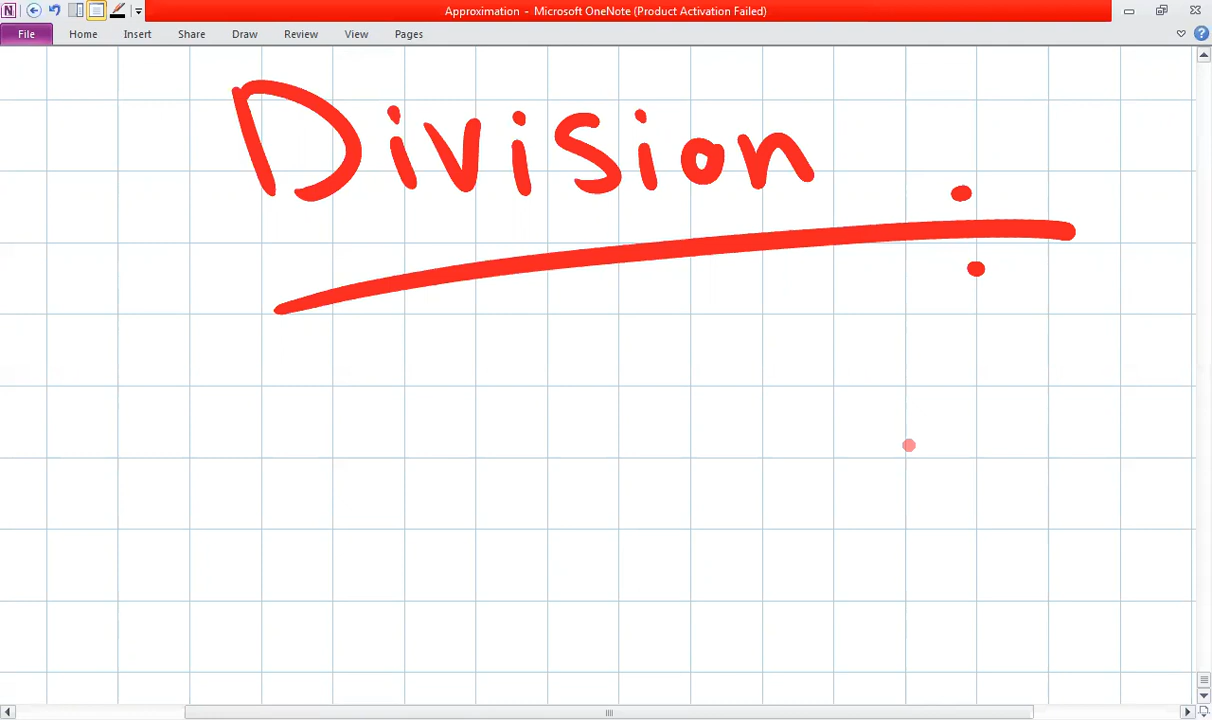 Approximation - Microsoft OneNote (Product Activation Failed)
File Home Insert Share Draw Review View Pages
Division
÷